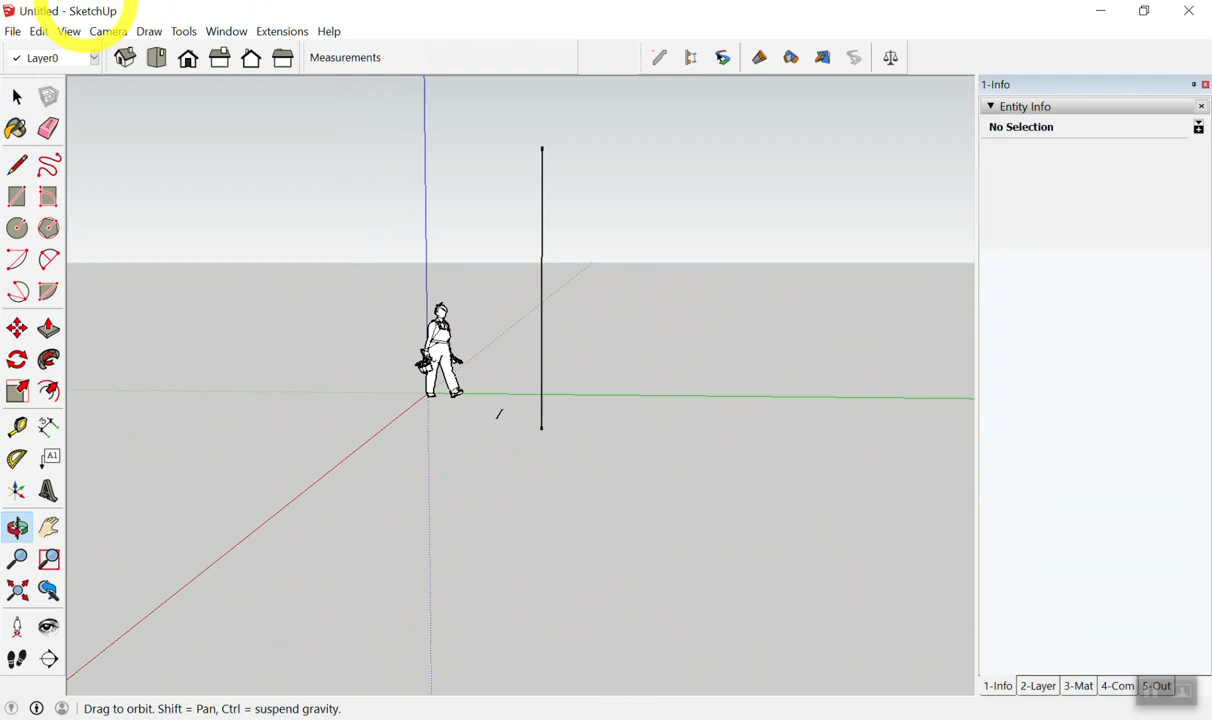 Untitled - SketchUp
File Edit View Camera Draw Tools Window Extensions Help
Layer0
Measurements
1-Info
Entity Info
No Selection
A1
1-Info 2-Layer 3-Mat 4-Com 5-Out
Drag to orbit. Shift = Pan, Ctrl = suspend gravity.